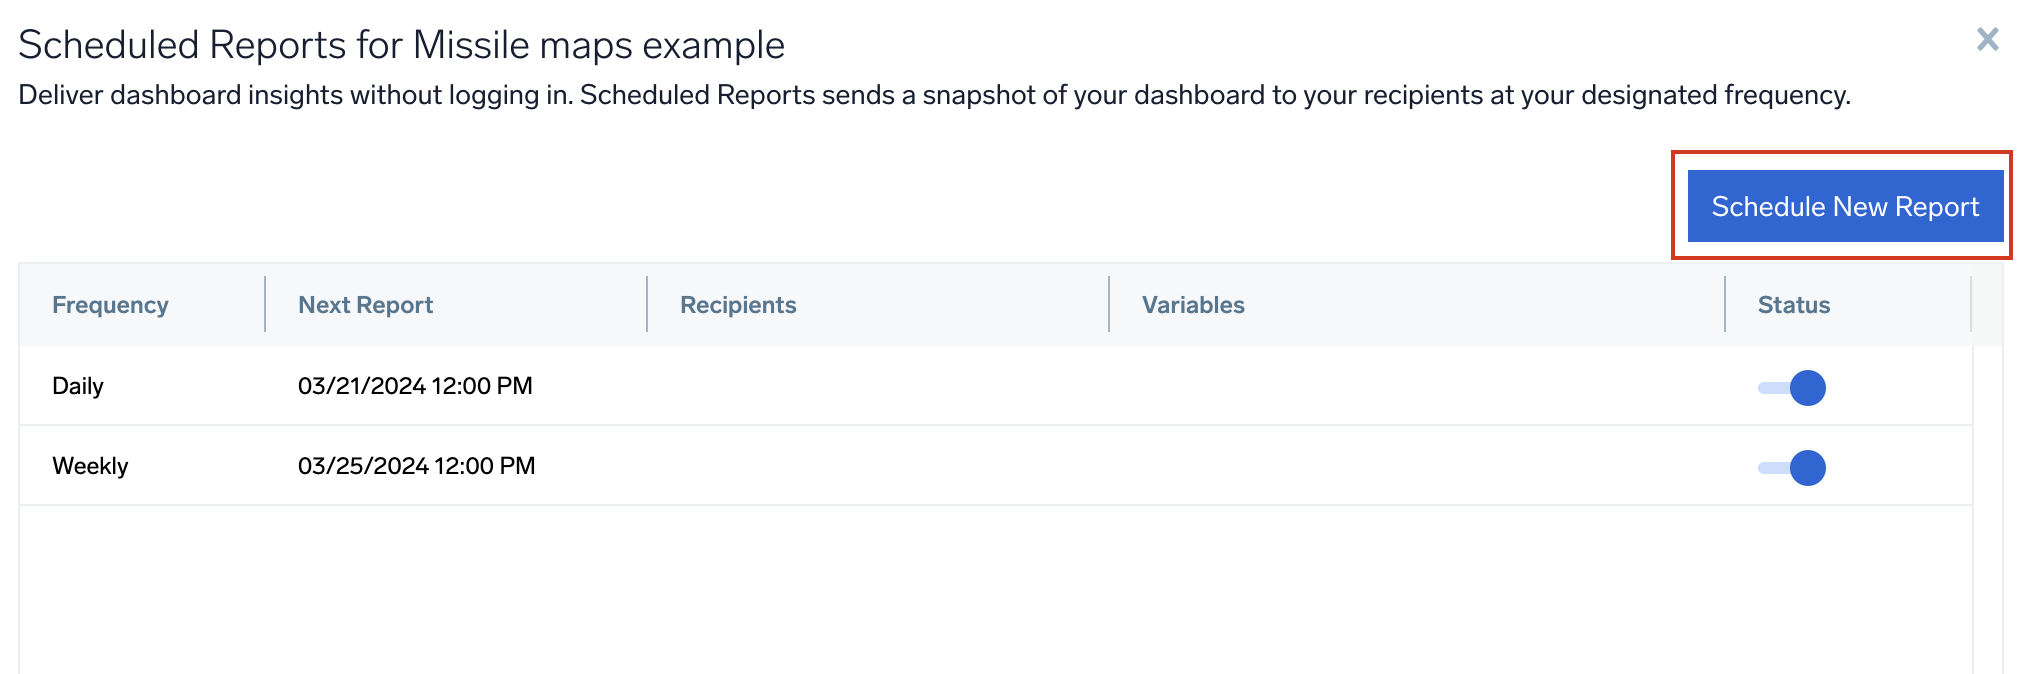 Scheduled Reports for Missile maps example
Deliver dashboard insights without logging in. Scheduled Reports sends a snapshot of your dashboard to your recipients at your designated frequency.
Schedule New Report
Frequency Next Report Recipients Variables Status
Daily 03/21/2024 12:00 PM
Weekly 03/25/2024 12:00 PM